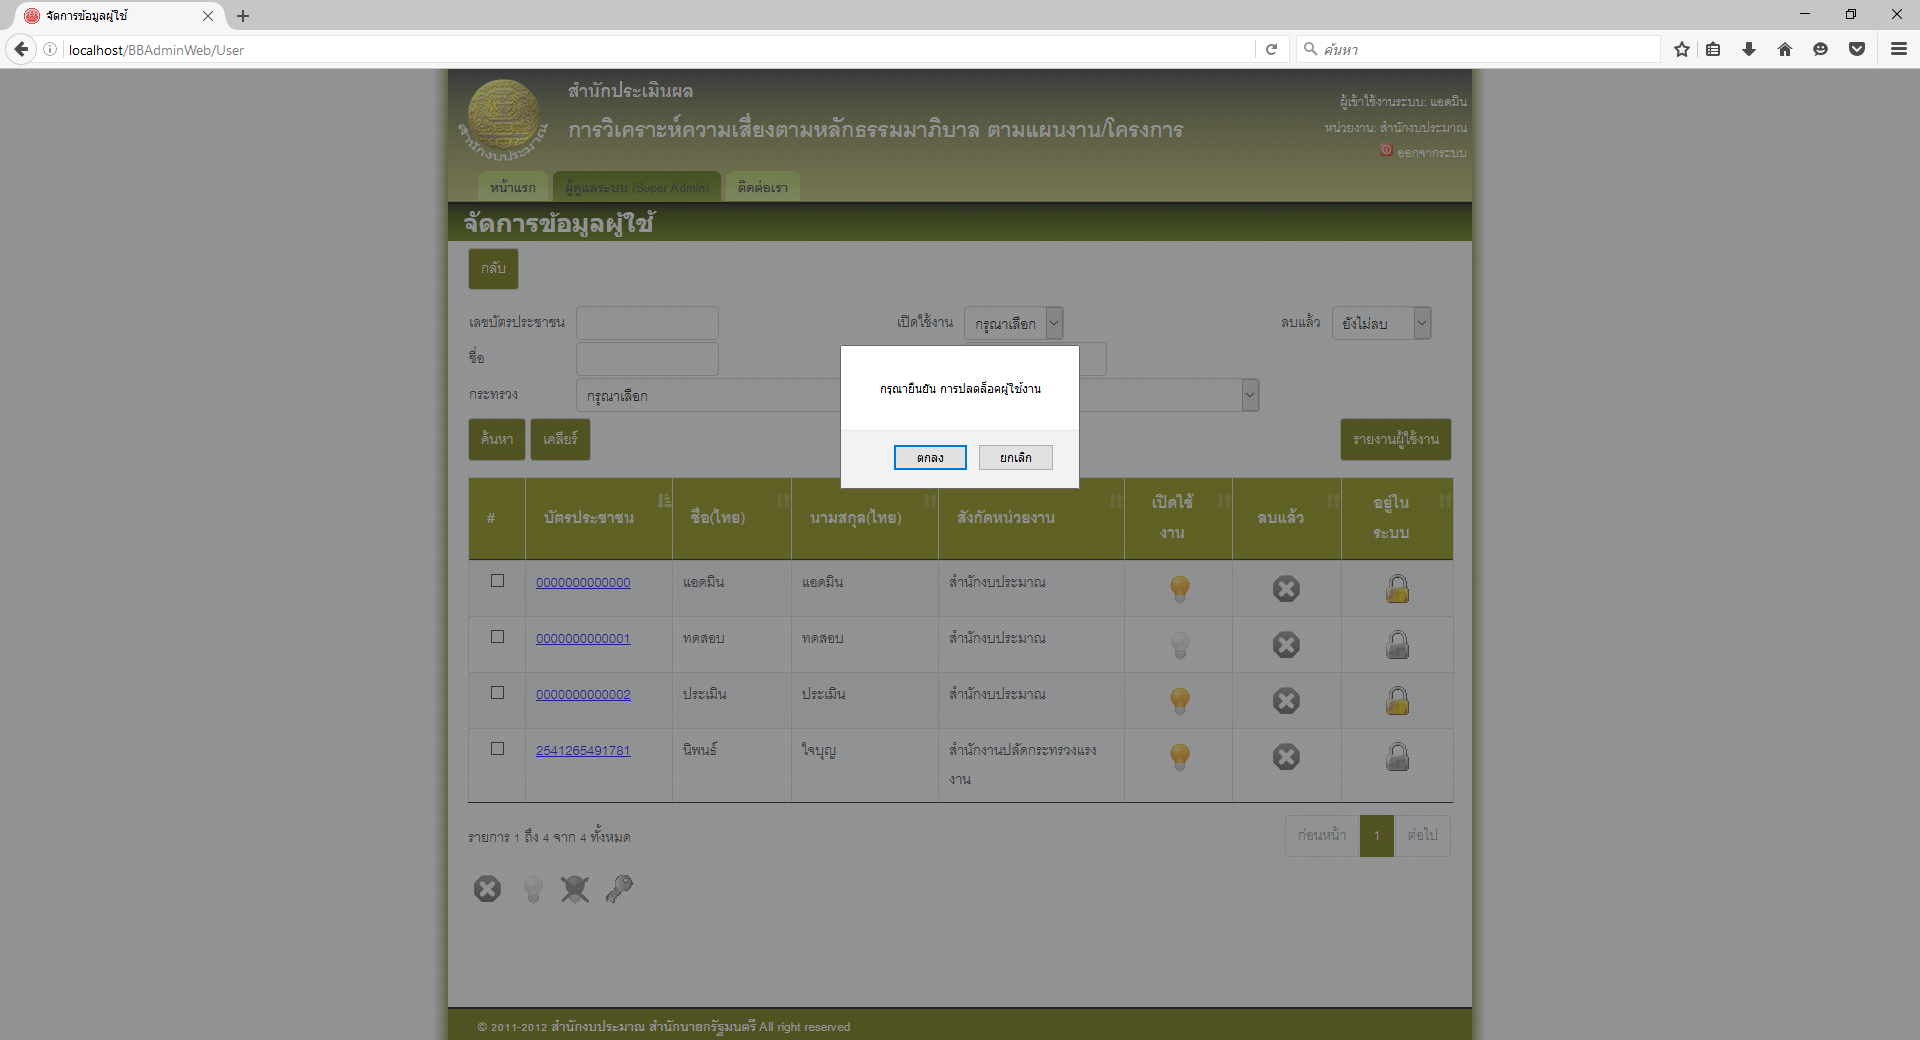 จัดการข้อมูลผู้ใช้
localhost/BBAdminWeb/User
ค้นหา
สำนักประเมินผล
การวิเคราะห์ความเสี่ยงตามหลักธรรมมาภิบาล ตามแผนงาน/โครงการ
สำนักงบประมาณ
ผู้เข้าใช้งานระบบ: แอดมิน
หน่วยงาน: สำนักงบประมาณ
ออกจากระบบ
หน้าแรก ผู้ดูแลระบบ (Super Admin) ติดต่อเรา
จัดการข้อมูลผู้ใช้
กลับ
เลขบัตรประชาชน เปิดใช้งาน กรุณาเลือก ลบแล้ว ยังไม่ลบ
ชื่อ
กระทรวง กรุณาเลือก
กรุณายืนยัน การปลดล็อคผู้ใช้งาน
ตกลง ยกเลิก
ค้นหา เคลียร์ รายงานผู้ใช้งาน
# บัตรประชาชน ชื่อ(ไทย) นามสกุล(ไทย) สังกัดหน่วยงาน เปิดใช้งาน ลบแล้ว อยู่ในระบบ
0000000000000 แอดมิน แอดมิน สำนักงบประมาณ
0000000000001 ทดสอบ ทดสอบ สำนักงบประมาณ
0000000000002 ประเมิน ประเมิน สำนักงบประมาณ
2541265491781 นิพนธ์ ใจบุญ สำนักงานปลัดกระทรวงแรงงาน
รายการ 1 ถึง 4 จาก 4 ทั้งหมด
ก่อนหน้า 1 ต่อไป
© 2011-2012 สำนักงบประมาณ สำนักนายกรัฐมนตรี All right reserved